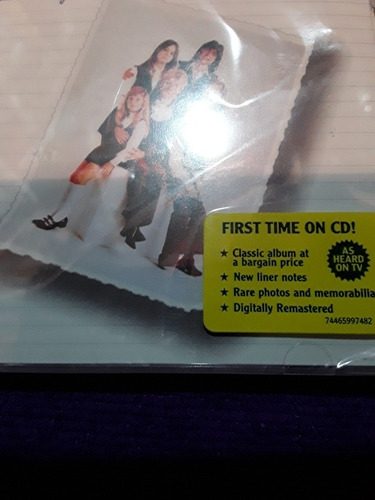 FIRST TIME ON CD!
★ Classic album at
a bargain price
★ New liner notes
★ Rare photos and memorabilia
★ Digitally Remastered
AS
HEARD
ON TV
74465997482